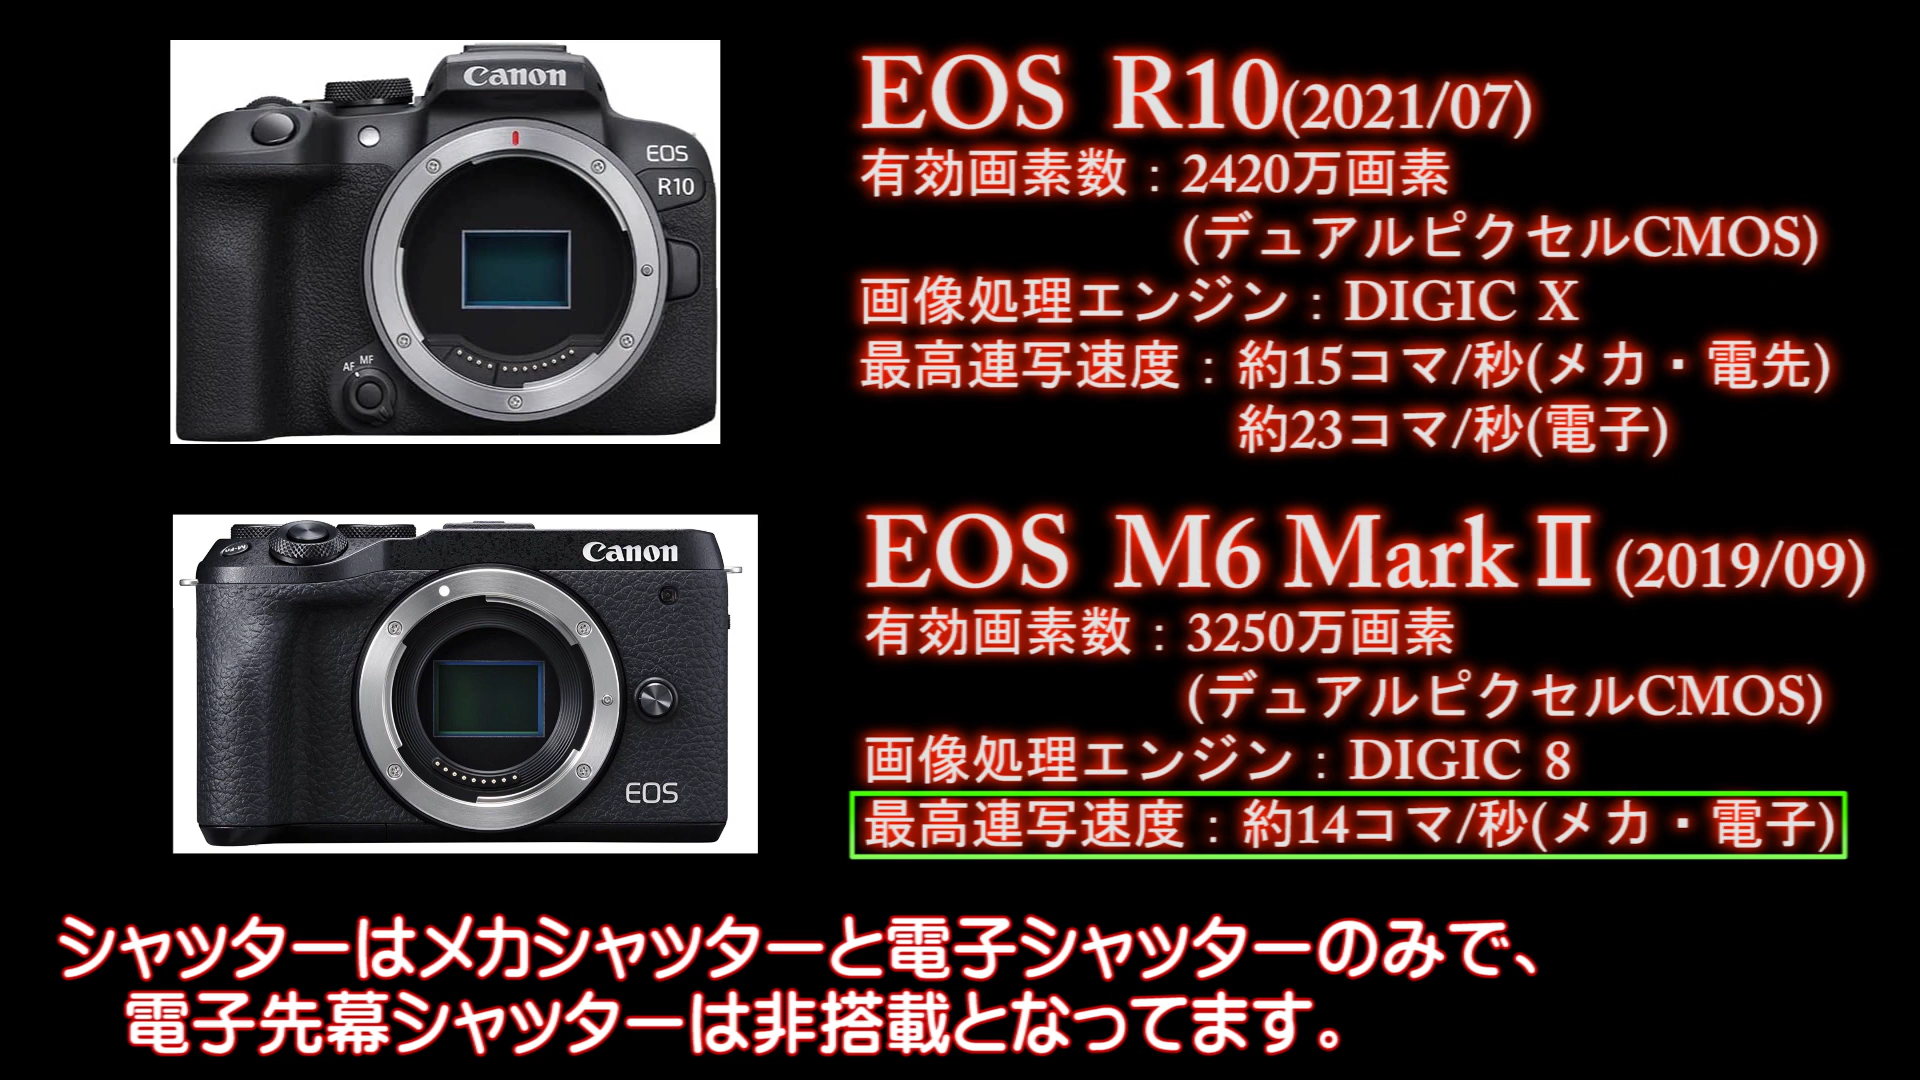 Canon
EOS
R10
AF MF
EOS R10(2021/07)
有効画素数：2420万画素
(デュアルピクセルCMOS)
画像処理エンジン：DIGIC X
最高連写速度：約15コマ/秒(メカ・電先)
約23コマ/秒(電子)
M-Fn
Canon
EOS
EOS M6 Mark Ⅱ (2019/09)
有効画素数：3250万画素
(デュアルピクセルCMOS)
画像処理エンジン：DIGIC 8
最高連写速度：約14コマ/秒(メカ・電子)
シャッターはメカシャッターと電子シャッターのみで、
電子先幕シャッターは非搭載となってます。